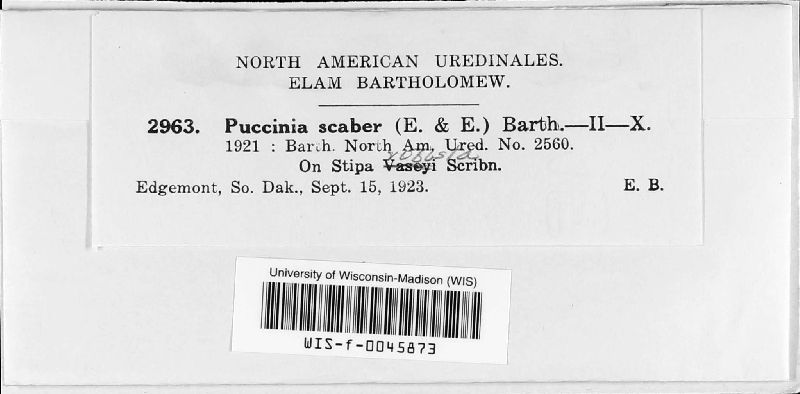 NORTH AMERICAN UREDINALES.
ELAM BARTHOLOMEW.
2963. Puccinia scaber (E. & E.) Barth.—II—X.
1921 : Barth. North Am. Ured. No. 2560.
robusta
On Stipa Vaseyi Scribn.
Edgemont, So. Dak., Sept. 15, 1923. E. B.
University of Wisconsin-Madison (WIS)
WIS-f-0045873